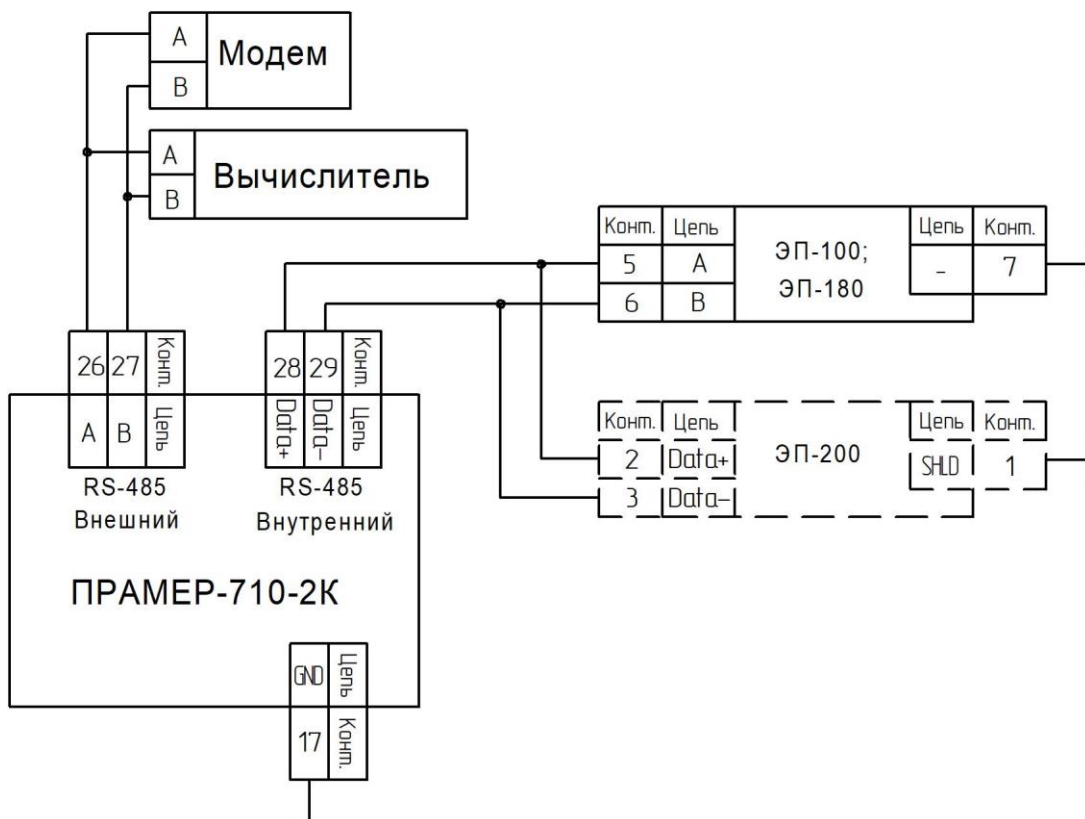 А
Модем
В
А
Вычислитель
В
Конт. Цепь
ЭП-100;
ЭП-180
Цепь Конт.
5 А
- 7
6 В
26 27 Конт.
А В Цепь
RS-485
Внешний
28 29 Конт.
Data+ Data- Цепь
RS-485
Внутренний
Конт. Цепь
ЭП-200
Цепь Конт.
2 Data+
SHLD 1
3 Data-
ПРАМЕР-710-2К
GND Цепь
17 Конт.